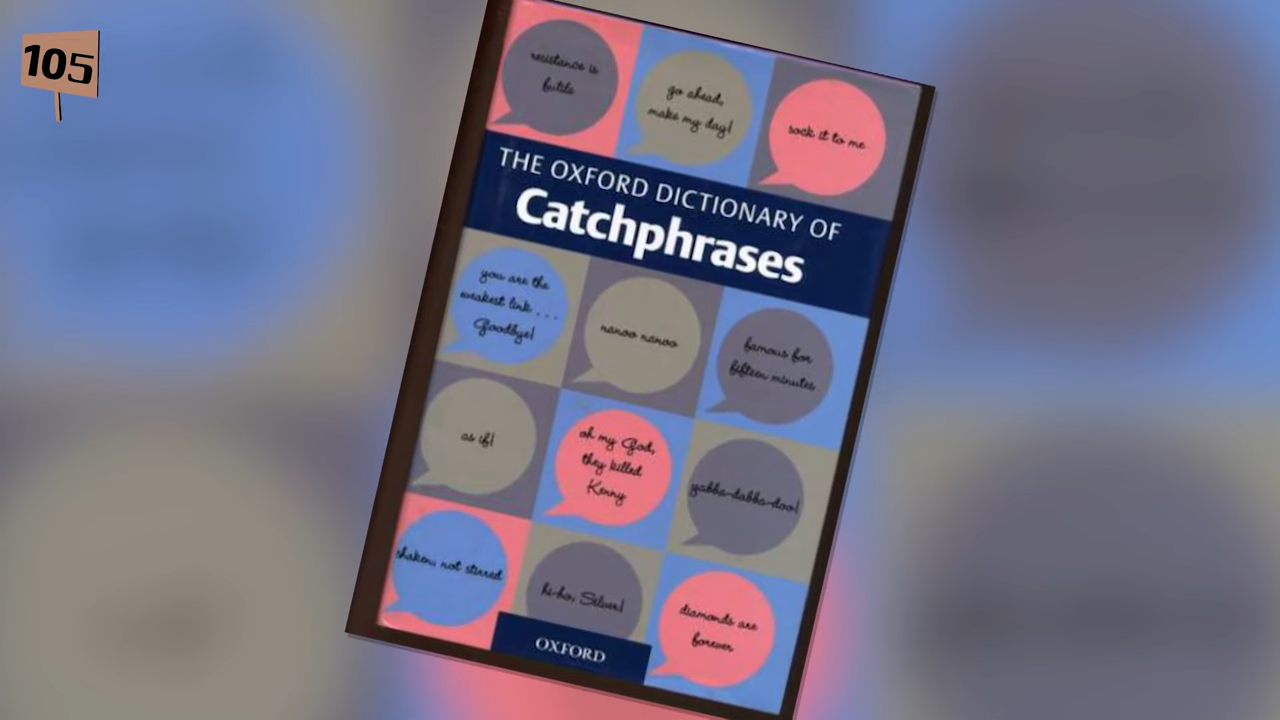 105
resistance is
futile
go ahead,
make my day!
sock it to me
THE OXFORD DICTIONARY OF
Catchphrases
you are the
weakest link . . .
Goodbye!
nanoo nanoo
famous for
fifteen minutes
as if!
oh my God,
they killed
Kenny
yabba-dabba-doo!
shaken, not stirred
hi-ho, Silver!
diamonds are
forever
OXFORD